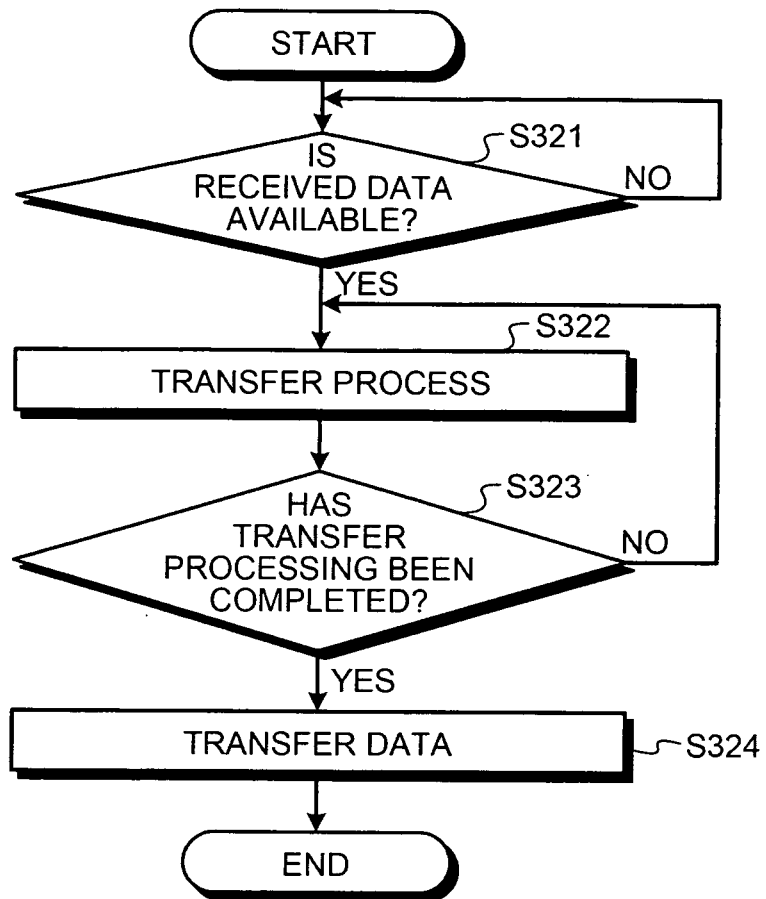 START
S321
IS
RECEIVED DATA
AVAILABLE?
NO
YES
S322
TRANSFER PROCESS
S323
HAS
TRANSFER
PROCESSING BEEN
COMPLETED?
NO
YES
TRANSFER DATA
S324
END